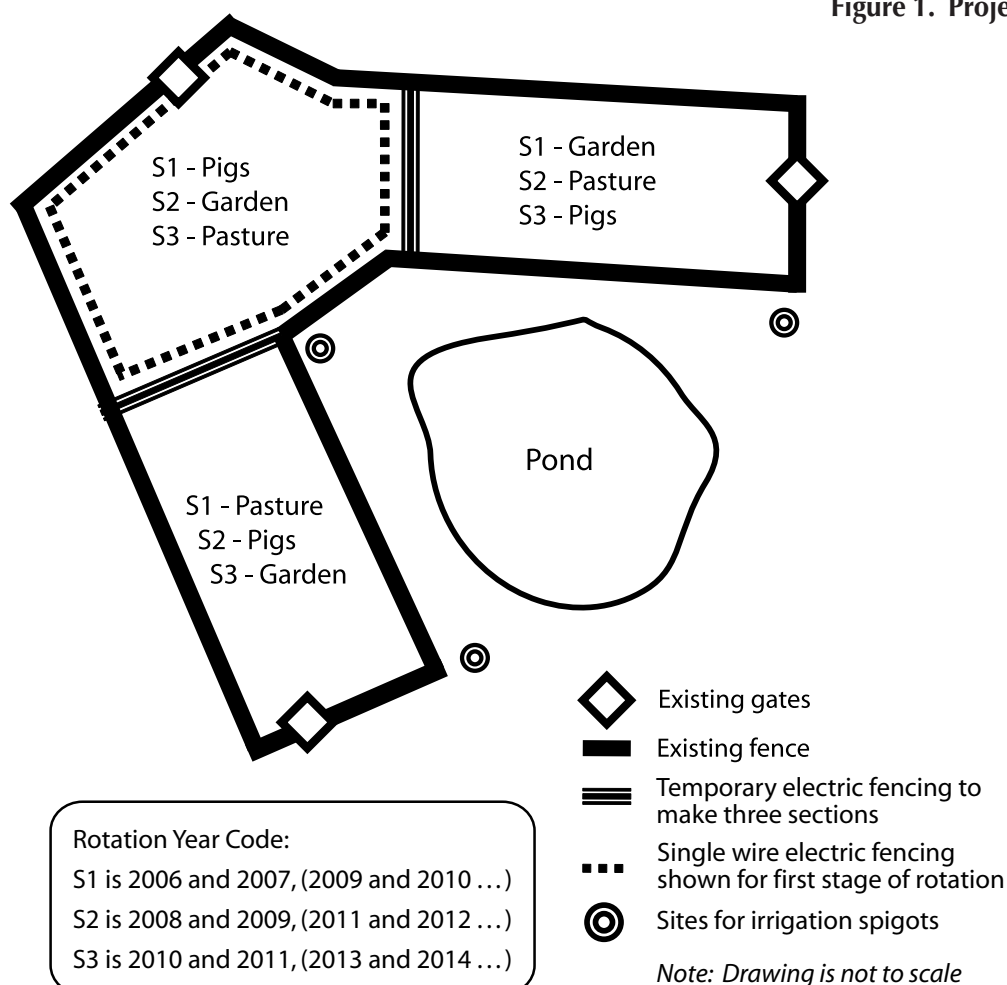 Figure 1. Proje
S1 - Pigs
S2 - Garden
S3 - Pasture
S1 - Garden
S2 - Pasture
S3 - Pigs
Pond
S1 - Pasture
S2 - Pigs
S3 - Garden
Existing gates
Existing fence
Temporary electric fencing to
make three sections
Single wire electric fencing
shown for first stage of rotation
Sites for irrigation spigots
Note: Drawing is not to scale
Rotation Year Code:
S1 is 2006 and 2007, (2009 and 2010 ...)
S2 is 2008 and 2009, (2011 and 2012 ...)
S3 is 2010 and 2011, (2013 and 2014 ...)